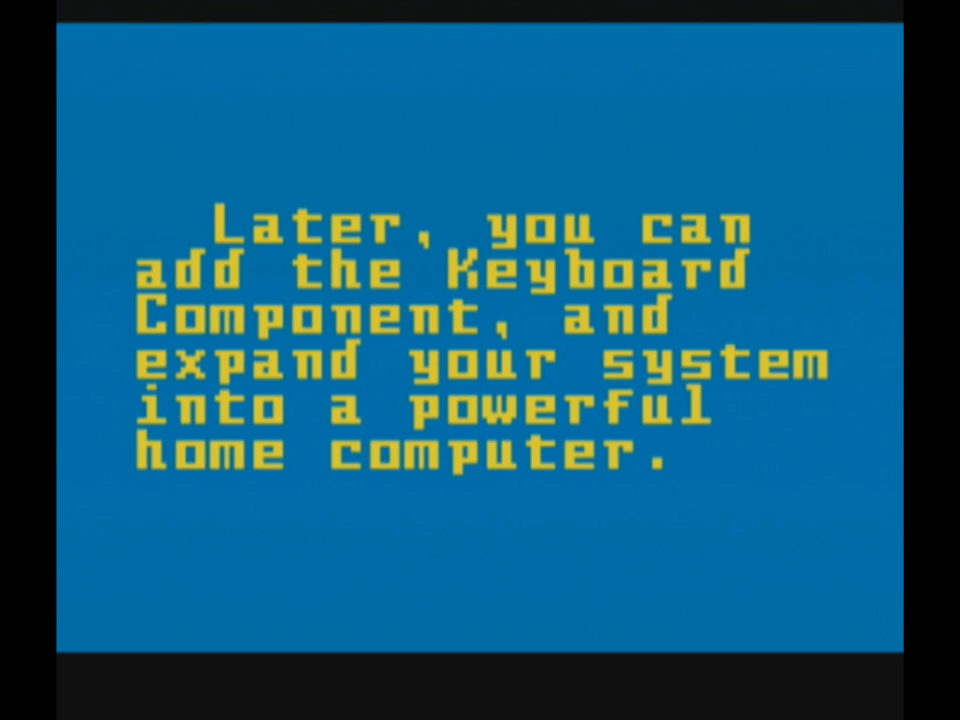 Later, you can
add the Keyboard
Component, and
expand your system
into a powerful
home computer.